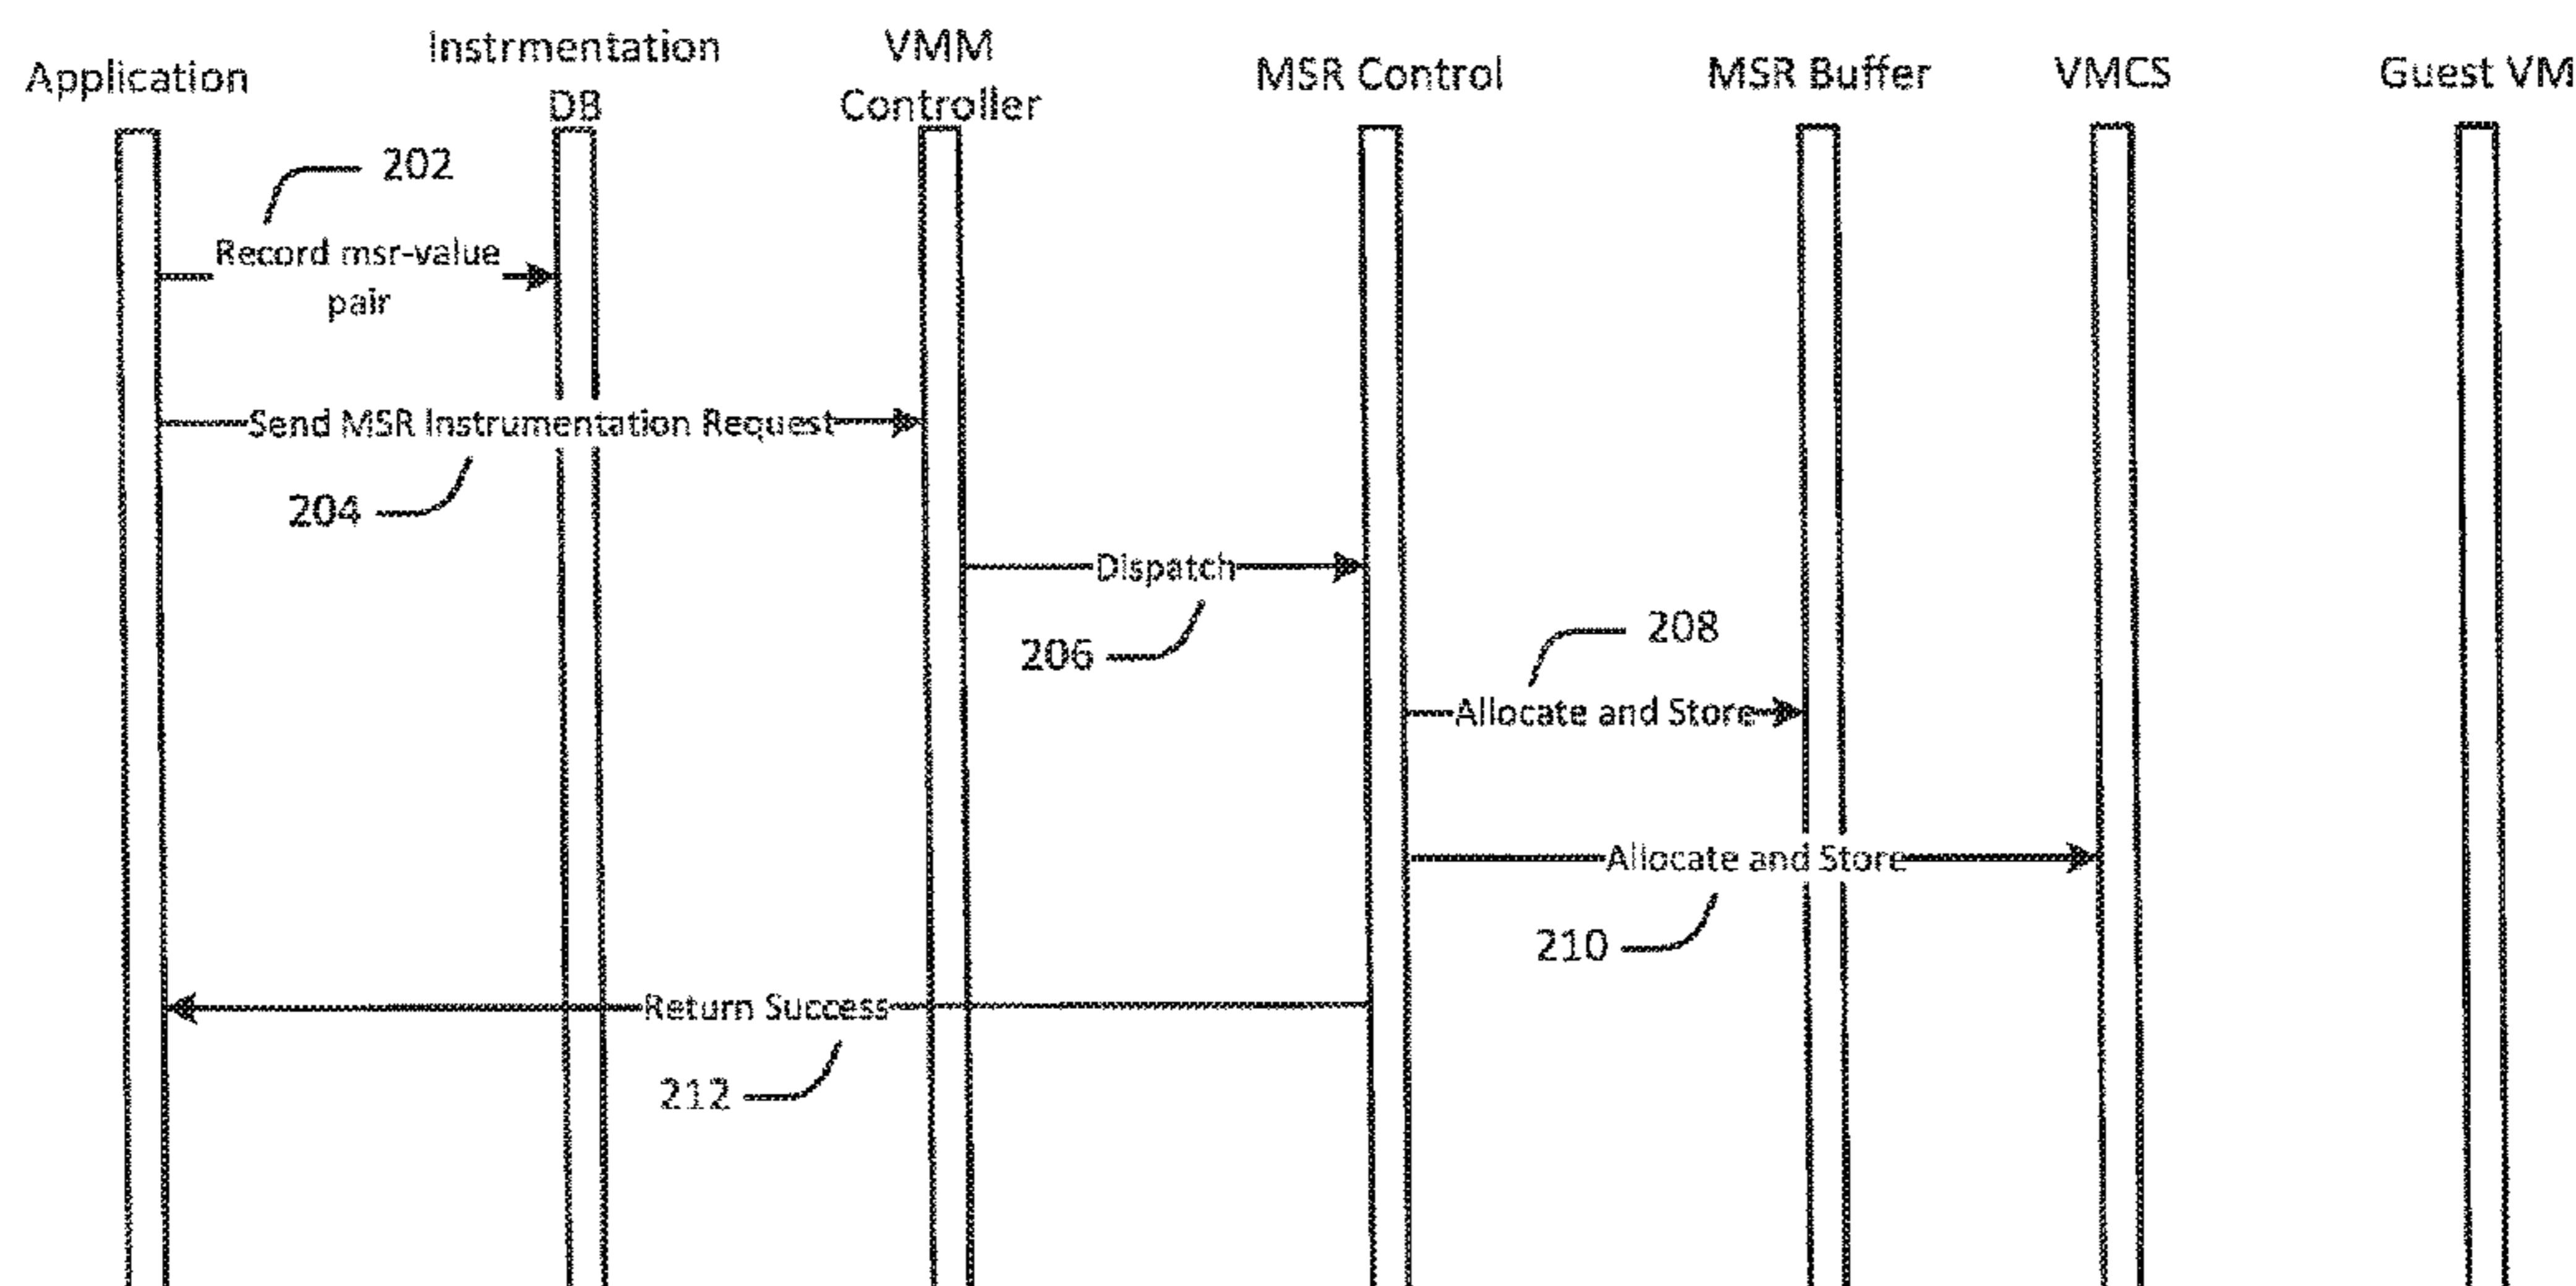 Application
Instrmentation
DB
VMM
Controller
MSR Control
MSR Buffer
VMCS
Guest VM
202
Record msr-value
pair
Send MSR Instrumentation Request
204
Dispatch
206
208
Allocate and Store
Allocate and Store
210
Return Success
212